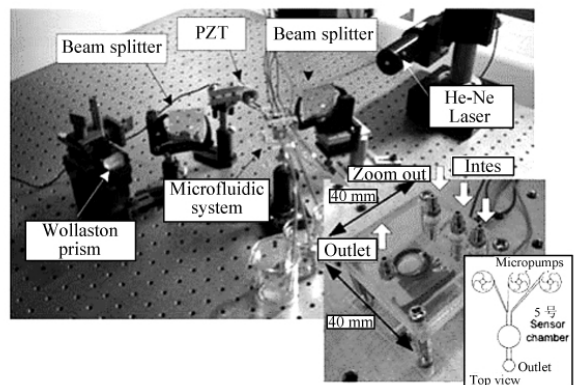 PZT
Beam splitter
Beam splitter
He-Ne
Laser
Zoom out
Intes
40 mm
Microfluidic
system
Wollaston
prism
Outlet
40 mm
Micropumps
5 号
Sensor
chamber
Outlet
Top view